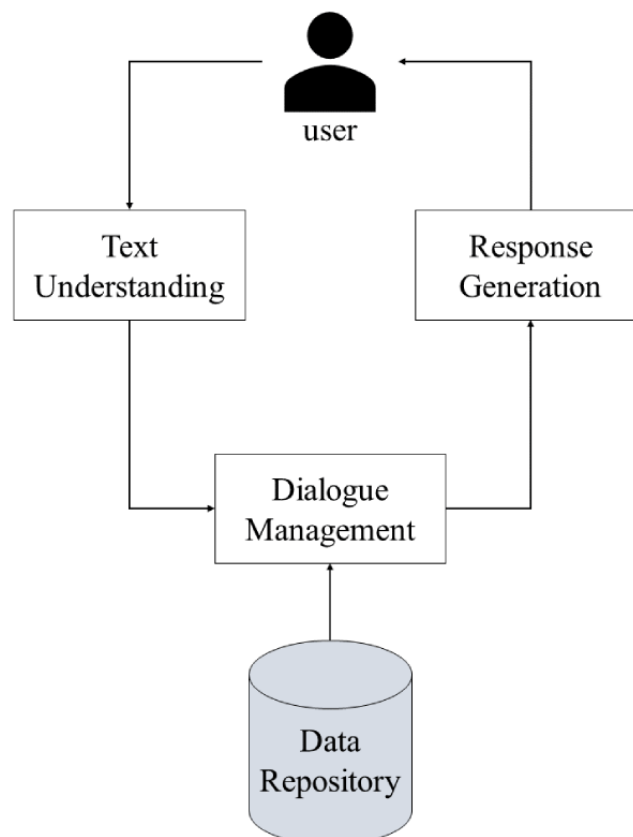 user
Text
Understanding
Response
Generation
Dialogue
Management
Data
Repository